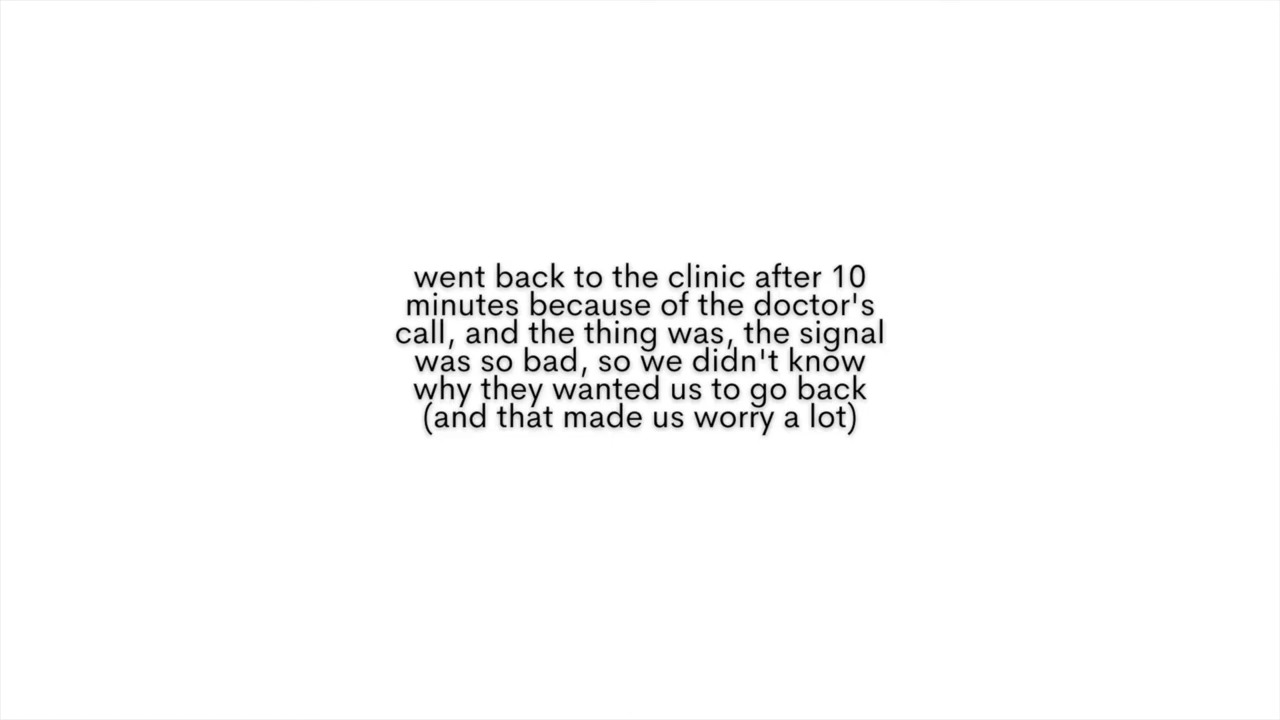 went back to the clinic after 10
minutes because of the doctor's
call, and the thing was, the signal
was so bad, so we didn't know
why they wanted us to go back
(and that made us worry a lot)